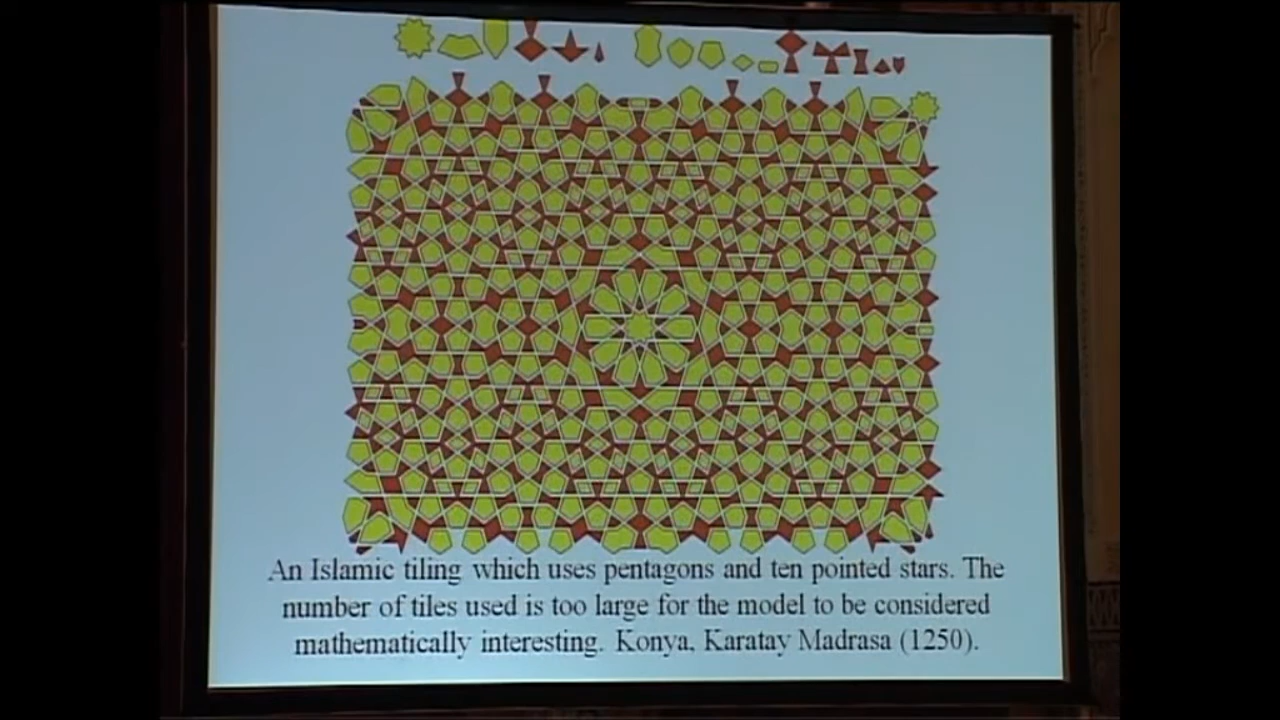 An Islamic tiling which uses pentagons and ten pointed stars. The
number of tiles used is too large for the model to be considered
mathematically interesting. Konya, Karatay Madrasa (1250).